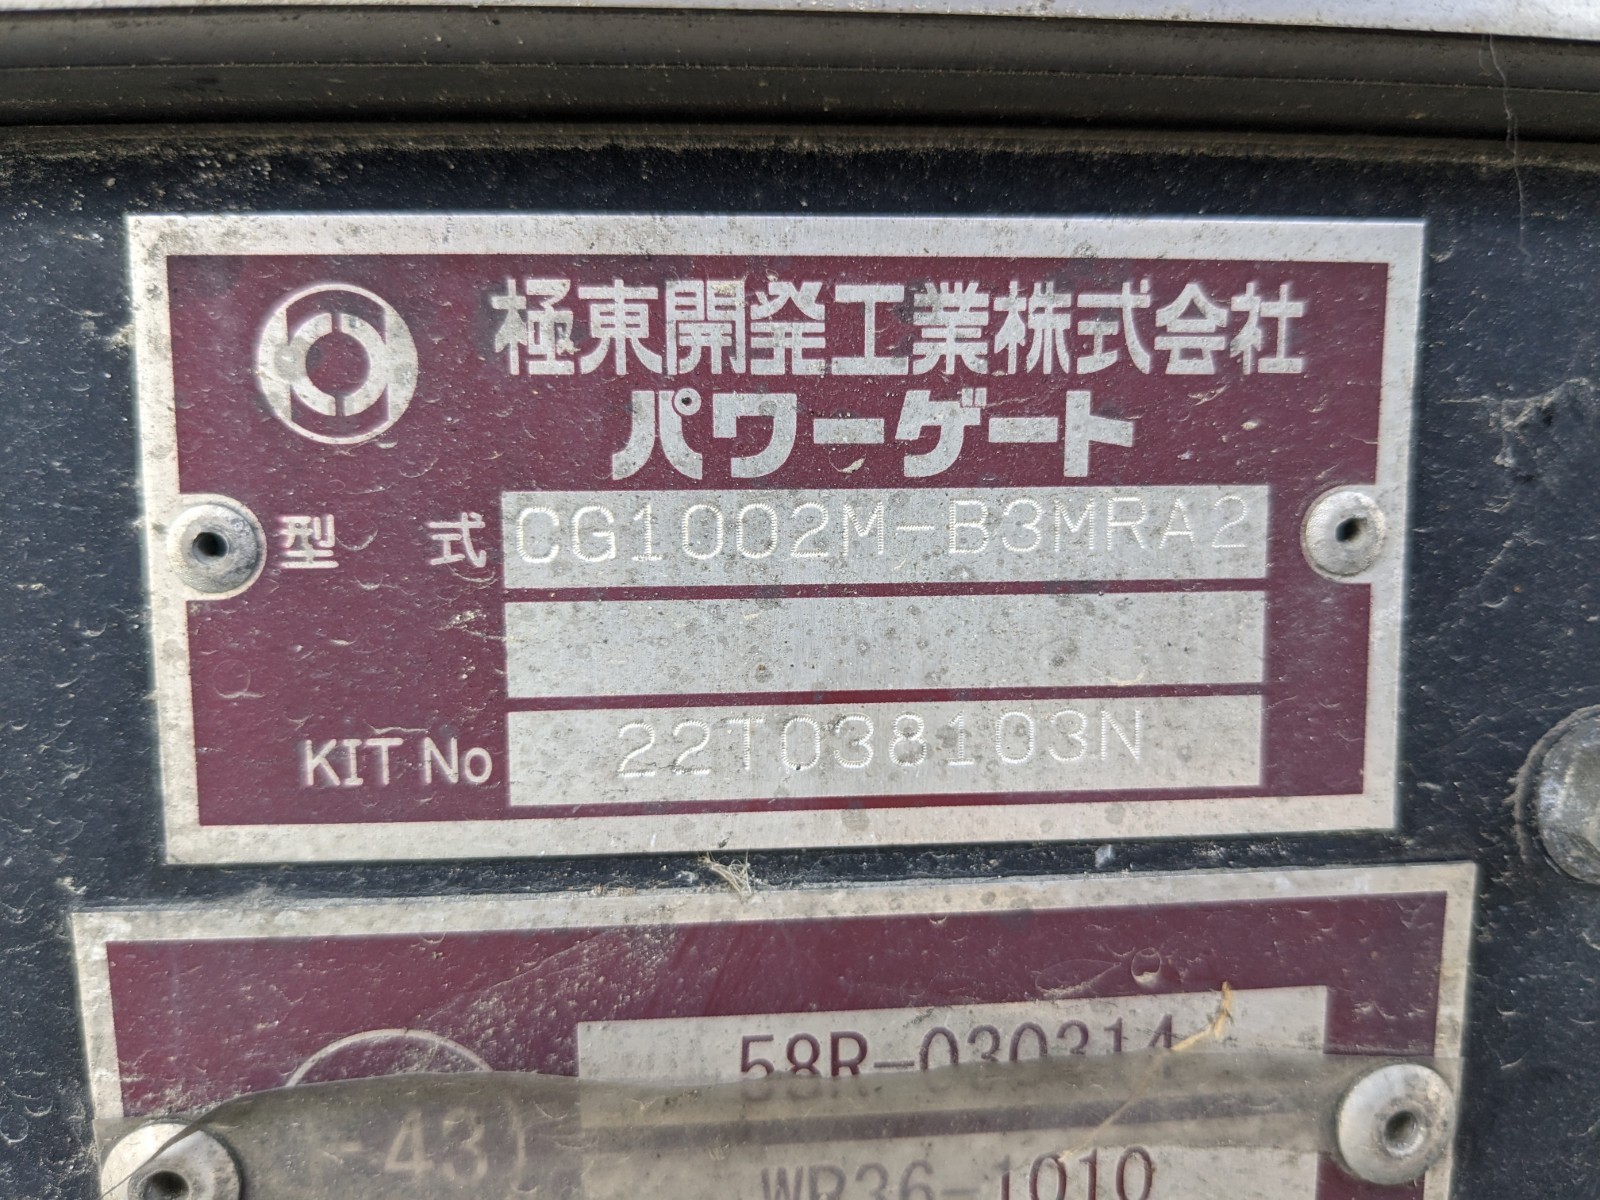 極東開発工業株式会社
パワーゲート
型 式 CG1002M-B3MRA2
KIT No 22T038103N
58R-030314
-43)
WR36-1010